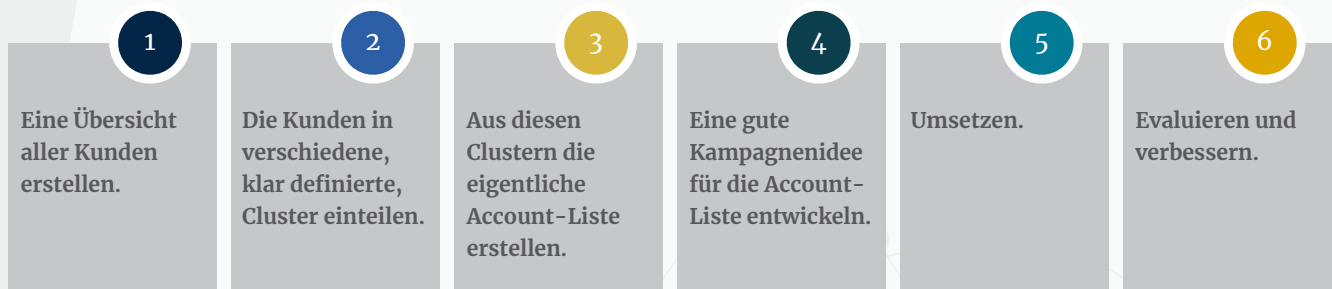 1
Eine Übersicht
aller Kunden
erstellen.
2
Die Kunden in
verschiedene,
klar definierte,
Cluster einteilen.
3
Aus diesen
Clustern die
eigentliche
Account-Liste
erstellen.
4
Eine gute
Kampagnenidee
für die Account-
Liste entwickeln.
5
Umsetzen.
6
Evaluieren und
verbessern.